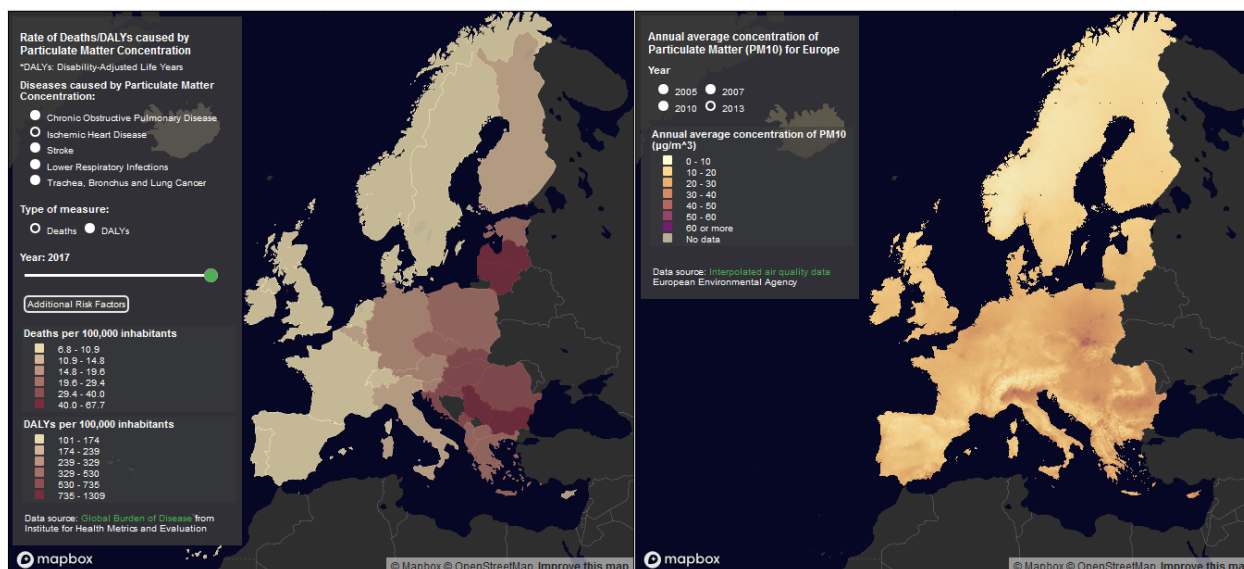 Rate of Deaths/DALYs caused by
Particulate Matter Concentration
*DALYs: Disability-Adjusted Life Years
Diseases caused by Particulate Matter
Concentration:
Chronic Obstructive Pulmonary Disease
Ischemic Heart Disease
Stroke
Lower Respiratory Infections
Trachea, Bronchus and Lung Cancer
Type of measure:
Deaths DALYs
Year: 2017
Additional Risk Factors
Deaths per 100,000 inhabitants
6.8 - 10.9
10.9 - 14.8
14.8 - 19.6
19.6 - 29.4
29.4 - 40.0
40.0 - 67.7
DALYs per 100,000 inhabitants
101 - 174
174 - 239
239 - 329
329 - 530
530 - 735
735 - 1309
Data source: Global Burden of Disease from
Institute for Health Metrics and Evaluation
mapbox
© Mapbox © OpenStreetMap Improve this map
Annual average concentration of
Particulate Matter (PM10) for Europe
Year
2005 2007
2010 2013
Annual average concentration of PM10
(µg/m^3)
0 - 10
10 - 20
20 - 30
30 - 40
40 - 50
50 - 60
60 or more
No data
Data source: Interpolated air quality data
European Environmental Agency
mapbox
© Mapbox © OpenStreetMap Improve this map